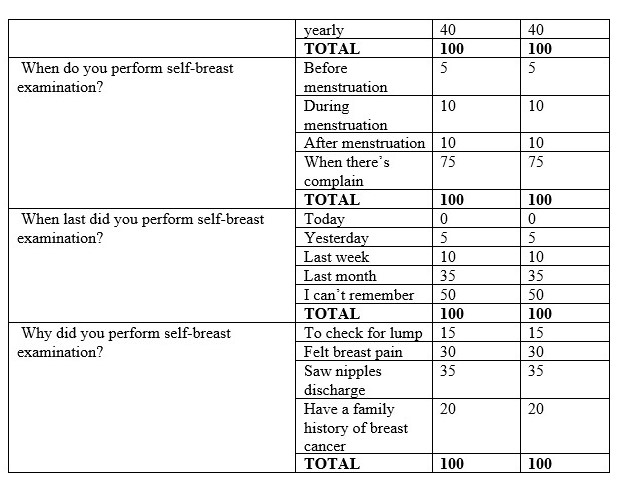 yearly 40 40
TOTAL 100 100
When do you perform self-breast Before 5 5
examination? menstruation
During 10 10
menstruation
After menstruation 10 10
When there's 75 75
complain
TOTAL 100 100
When last did you perform self-breast Today 0 0
examination? Yesterday 5 5
Last week 10 10
Last month 35 35
I can't remember 50 50
TOTAL 100 100
Why did you perform self-breast To check for lump 15 15
examination? Felt breast pain 30 30
Saw nipples 35 35
discharge
Have a family 20 20
history of breast
cancer
TOTAL 100 100